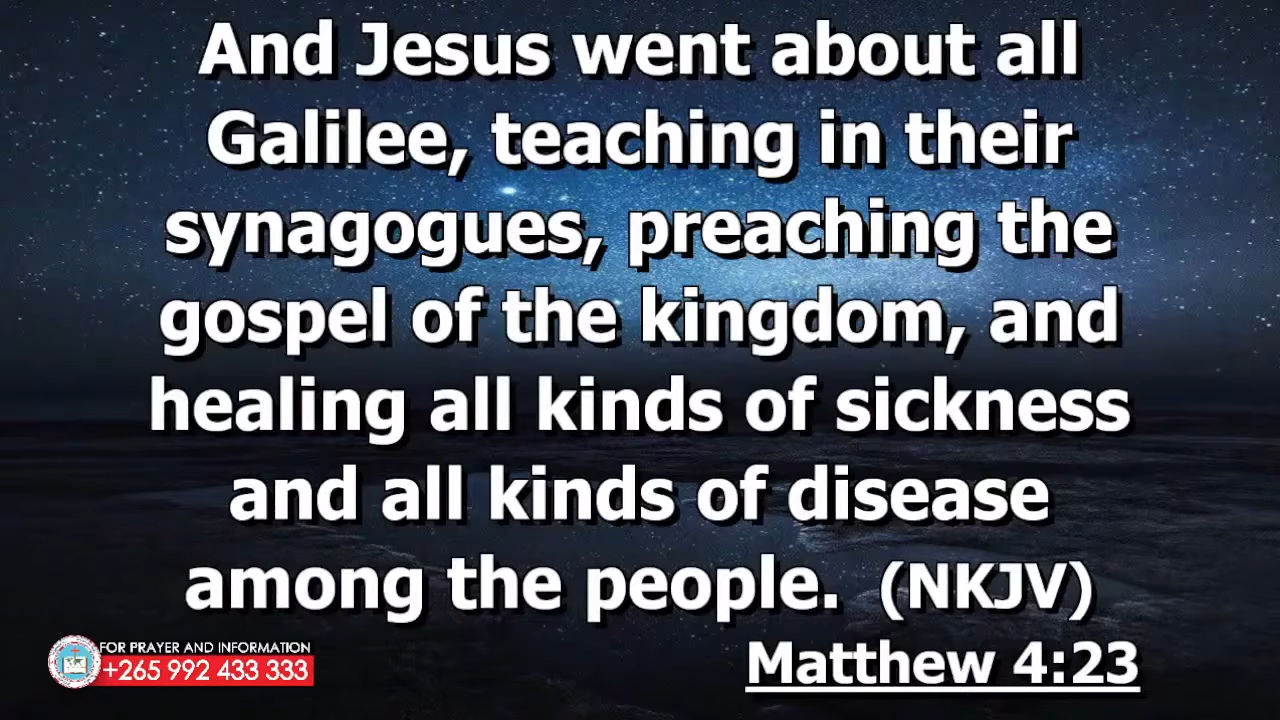 And Jesus went about all
Galilee, teaching in their
synagogues, preaching the
gospel of the kingdom, and
healing all kinds of sickness
and all kinds of disease
among the people. (NKJV)
Matthew 4:23
FOR PRAYER AND INFORMATION
+265 992 433 333